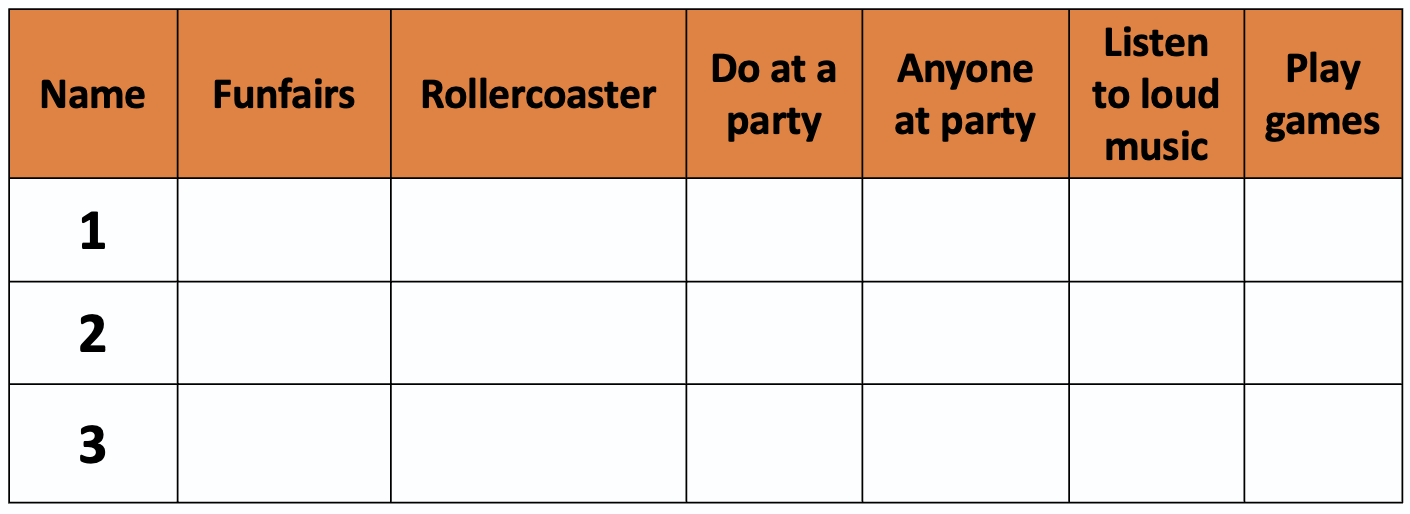 Name
Funfairs
Rollercoaster
Do at a
party
Anyone
at party
Listen
to loud
music
Play
games
1
2
3